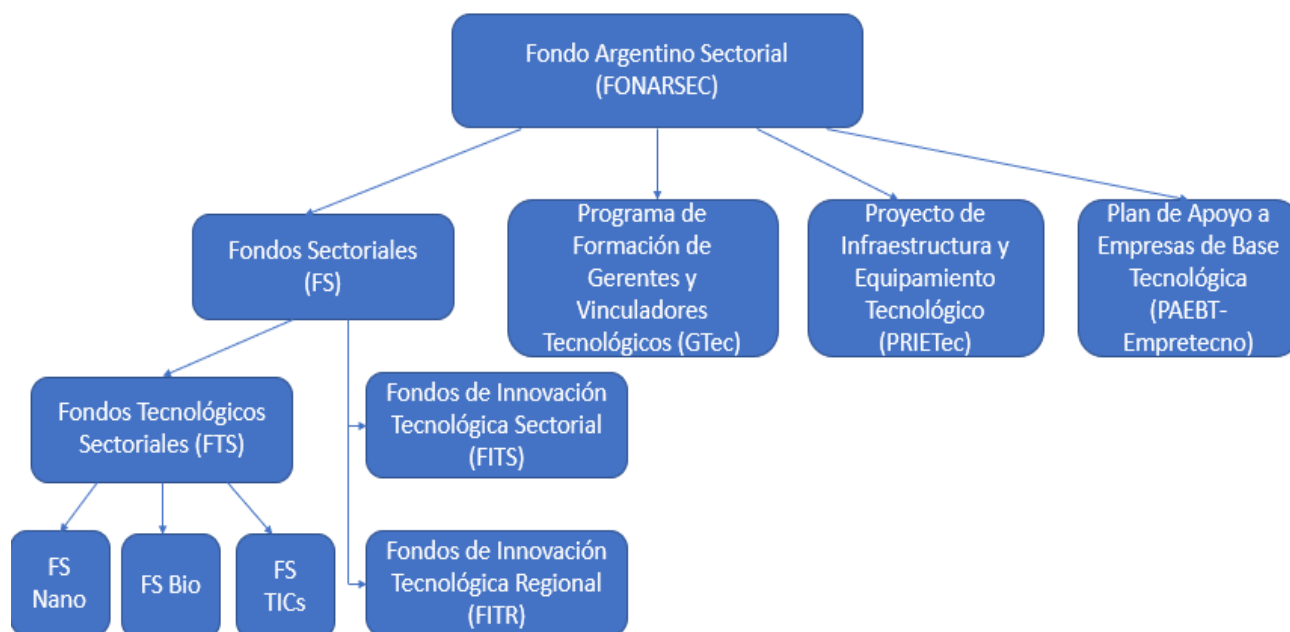 Fondo Argentino Sectorial
(FONARSEC)
Fondos Sectoriales
(FS)
Programa de
Formación de
Gerentes y
Vinculadores
Tecnológicos (GTec)
Proyecto de
Infraestructura y
Equipamiento
Tecnológico
(PRIETec)
Plan de Apoyo a
Empresas de Base
Tecnológica
(PAEBT-
Empretecno)
Fondos Tecnológicos
Sectoriales (FTS)
Fondos de Innovación
Tecnológica Sectorial
(FITS)
FS
Nano
FS Bio
FS
TICs
Fondos de Innovación
Tecnológica Regional
(FITR)